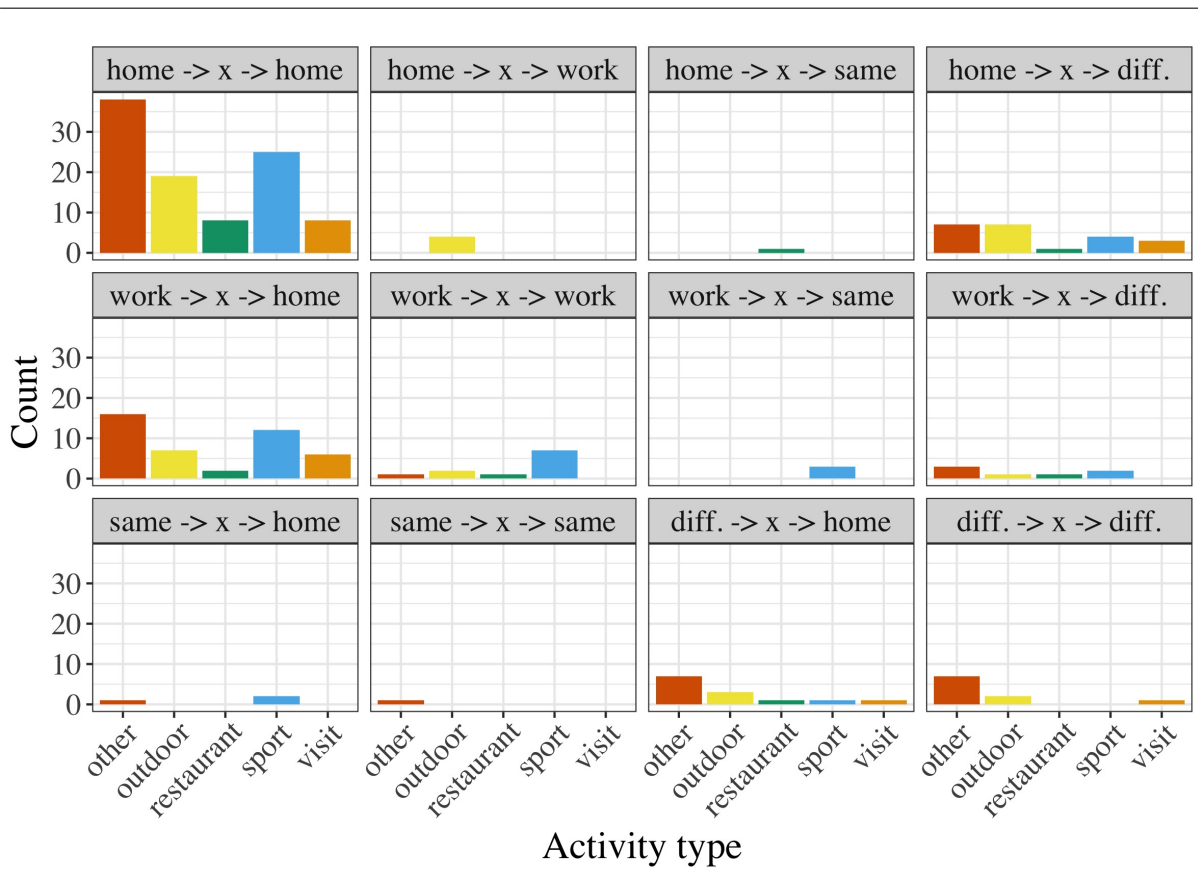 home -> x -> home
home -> x -> work
home -> x -> same
home -> x -> diff.
30
20
10
0
work -> x -> home
work -> x -> work
work -> x -> same
work -> x -> diff.
Count
30
20
10
0
same -> x -> home
same -> x -> same
diff. -> x -> home
diff. -> x -> diff.
30
20
10
0
other
outdoor
restaurant
sport
visit
other
outdoor
restaurant
sport
visit
other
outdoor
restaurant
sport
visit
other
outdoor
restaurant
sport
visit
Activity type